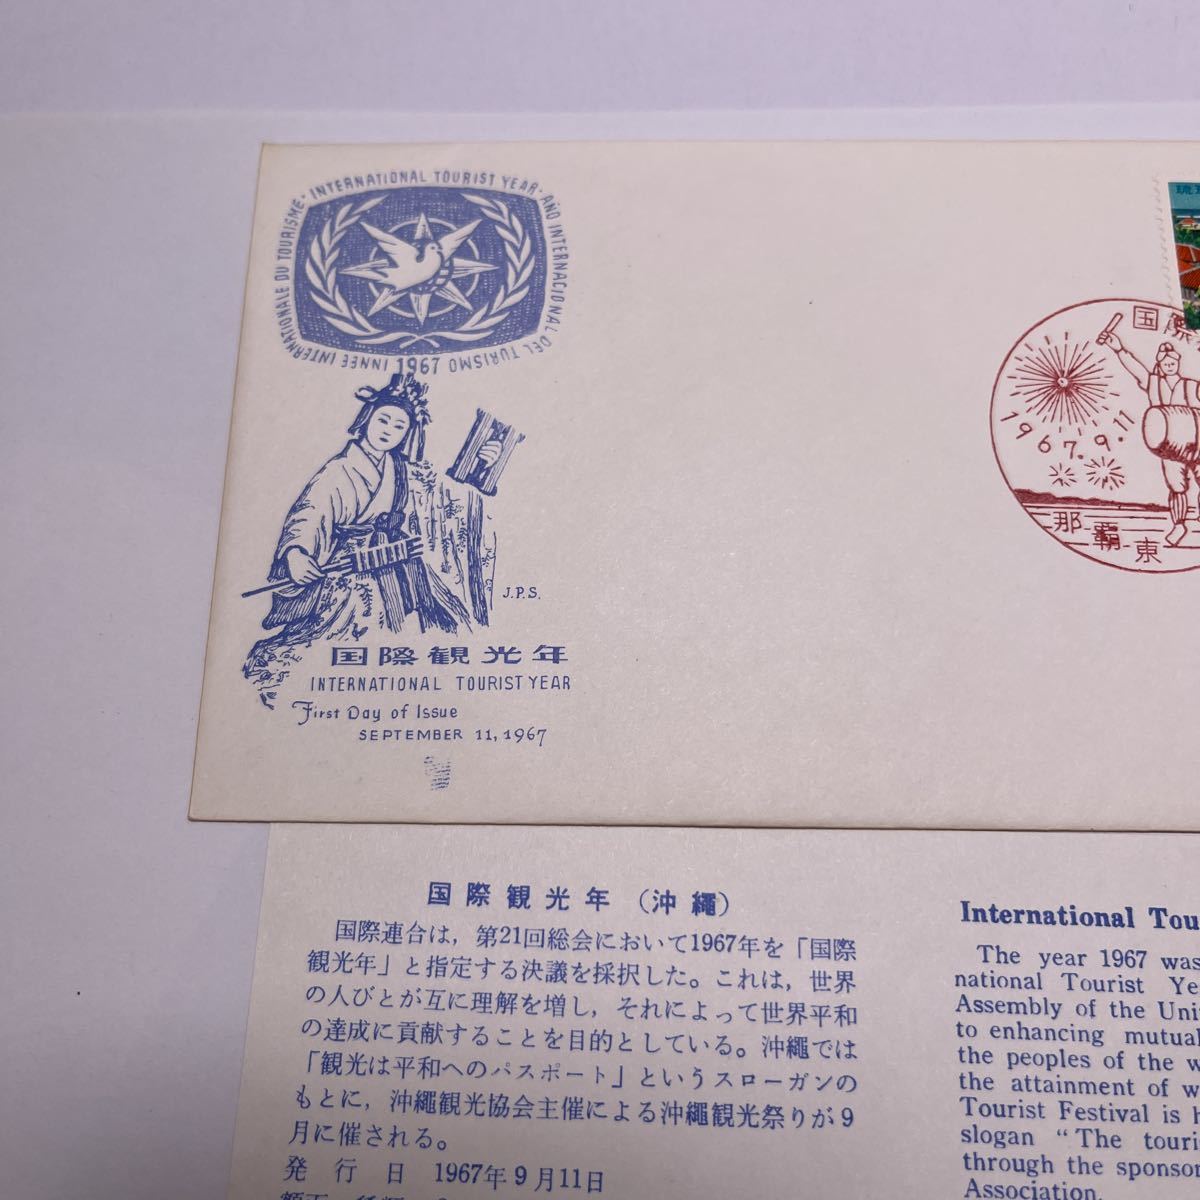 INTERNATIONAL TOURIST YEAR · AÑO INTERNACIONAL DEL TURISMO
1967
INNEE INTERNATIONALE DU TOURISME ·
J.P.S.
国際観光年
INTERNATIONAL TOURIST YEAR
First Day of Issue
SEPTEMBER 11, 1967
琉
国際
1967.9.11
那覇東
国際観光年(沖縄)
国際連合は,第21回総会において1967年を「国際
観光年」と指定する決議を採択した。これは,世界
の人びとが互に理解を増し,それによって世界平和
の達成に貢献することを目的としている。沖縄では
「観光は平和へのパスポート」というスローガンの
もとに,沖縄観光協会主催による沖縄観光祭りが9
月に催される。
発行日 1967年9月11日
International Tou
The year 1967 was
national Tourist Ye
Assembly of the Uni
to enhancing mutual
the peoples of the w
the attainment of w
Tourist Festival is h
slogan “The touri
through the sponsor
Association.